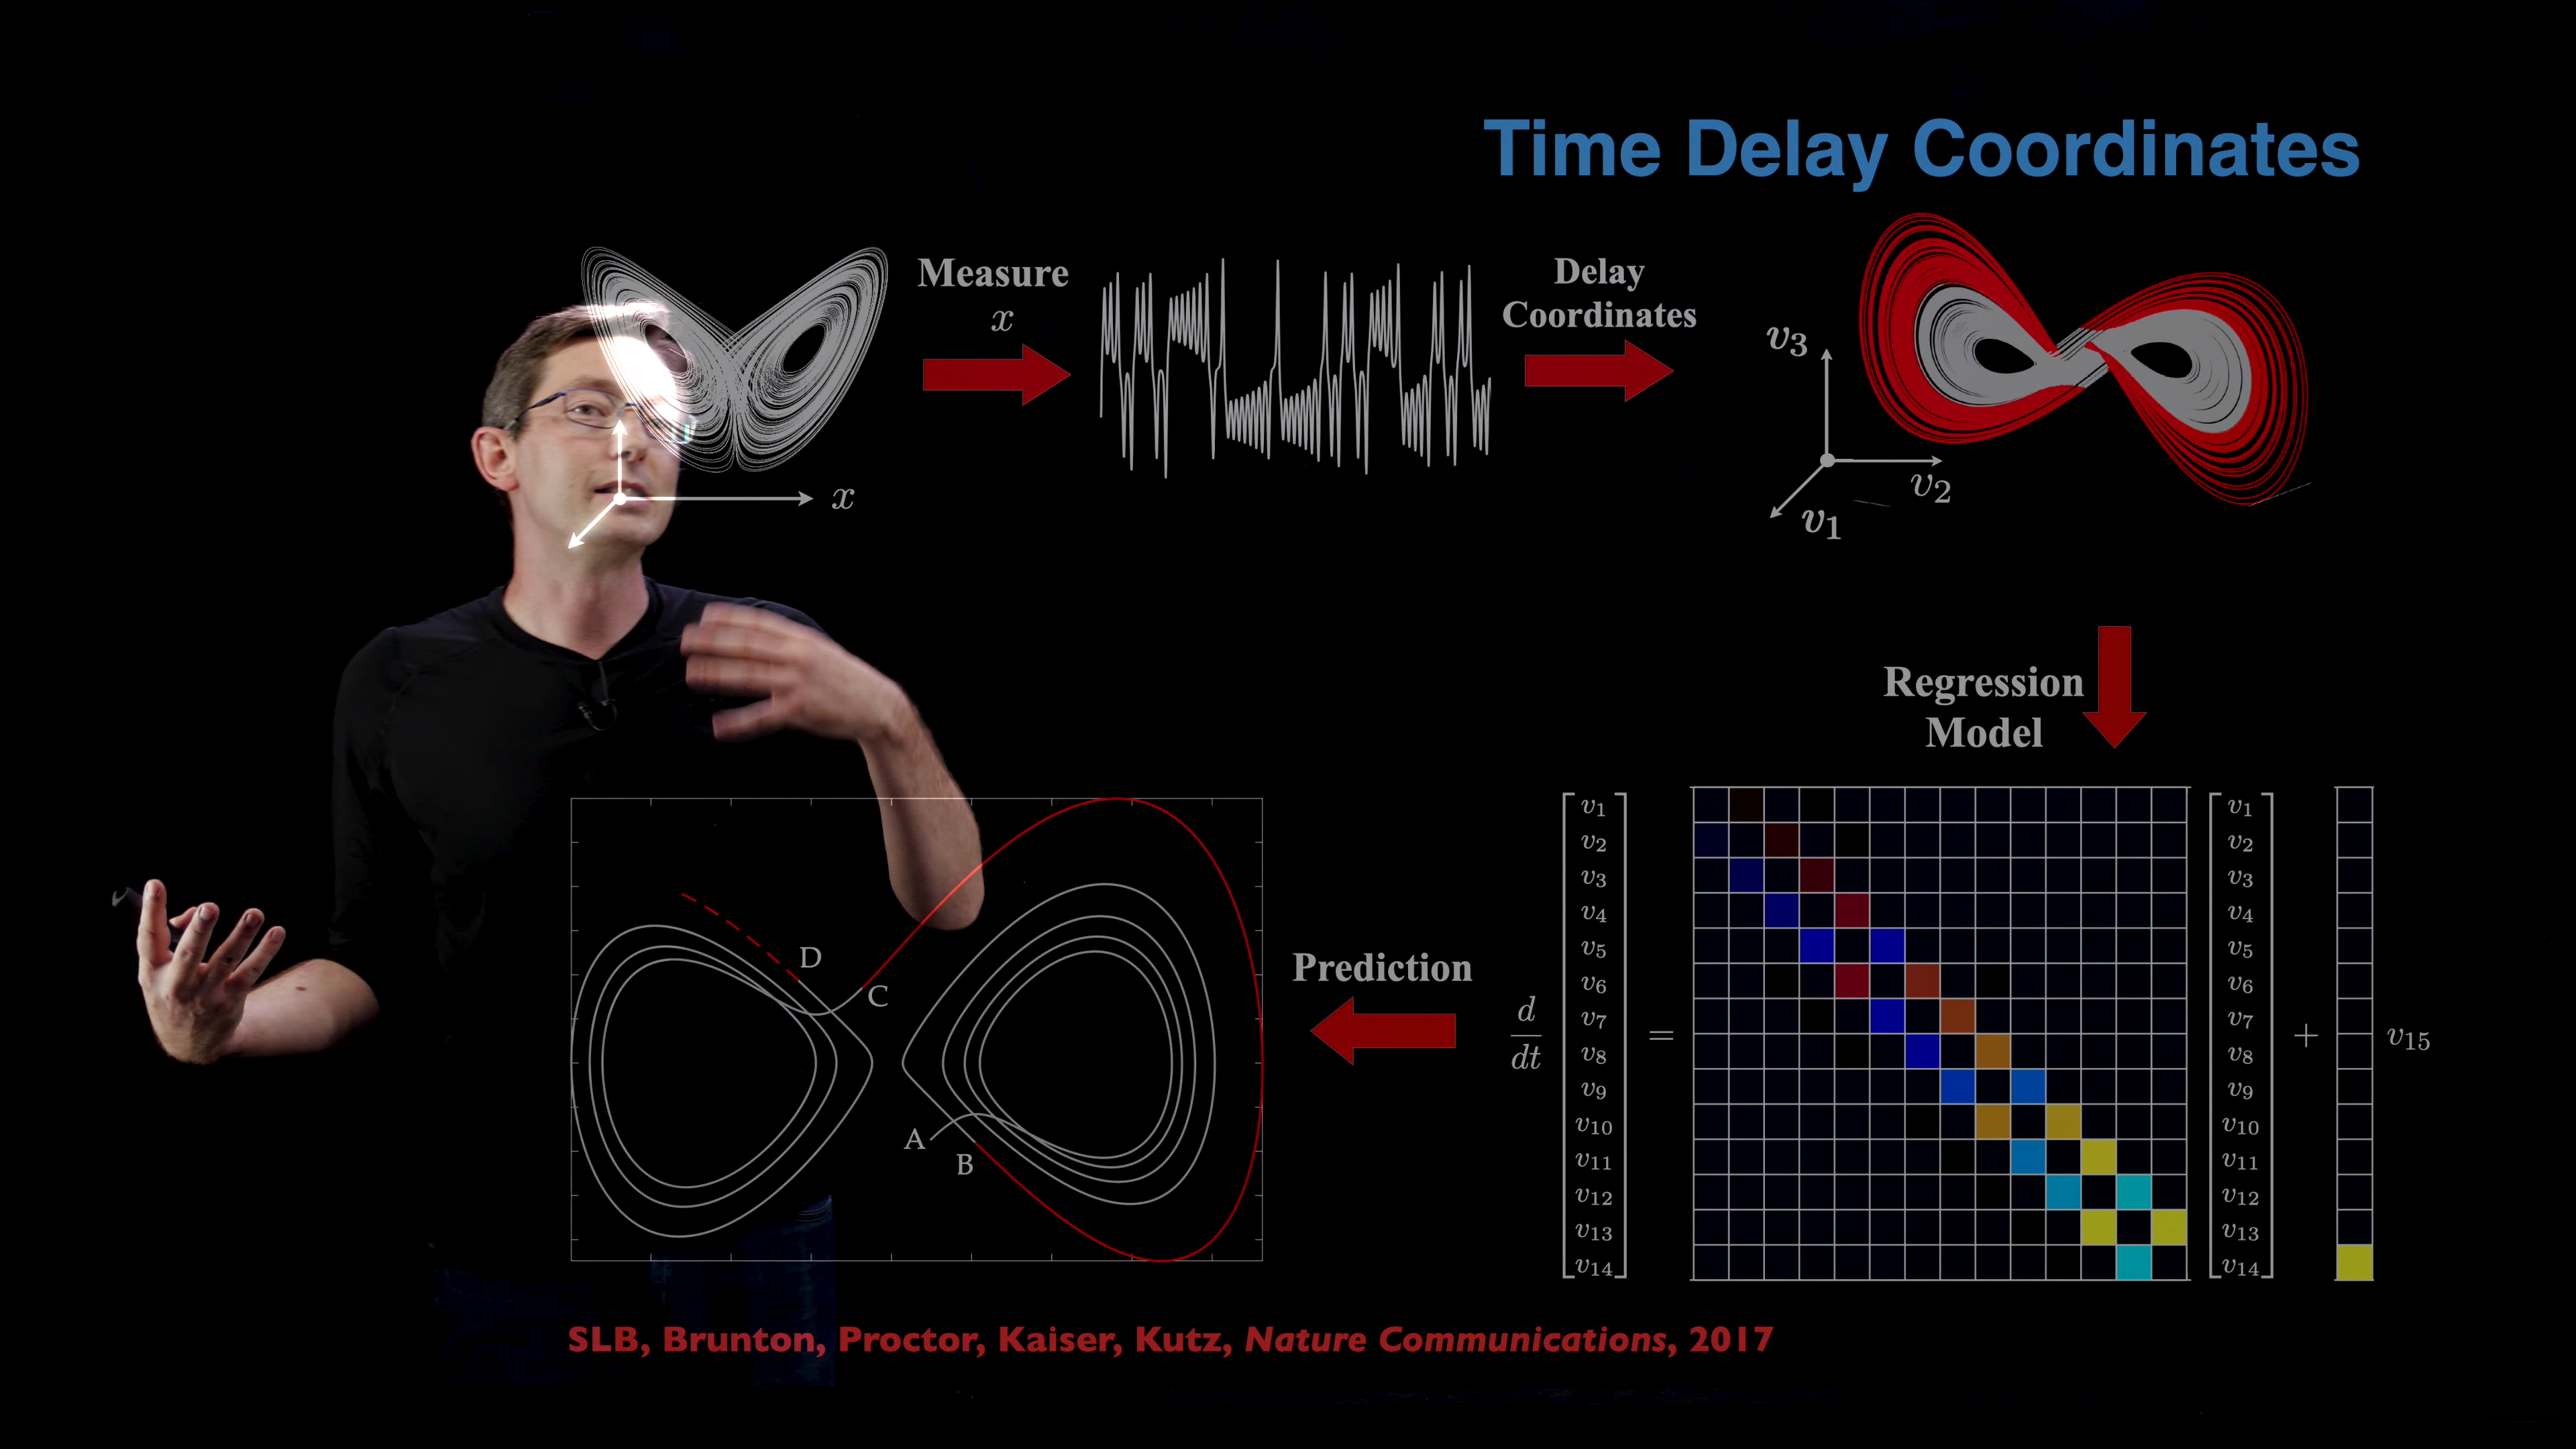 Time Delay Coordinates
Measure
x
Delay
Coordinates
x
v3
v2
v1
Regression
Model
Prediction
A
B
C
D
d
dt
v1
v2
v3
v4
v5
v6
v7
v8
v9
v10
v11
v12
v13
v14
=
v1
v2
v3
v4
v5
v6
v7
v8
v9
v10
v11
v12
v13
v14
+
v15
SLB, Brunton, Proctor, Kaiser, Kutz, Nature Communications, 2017